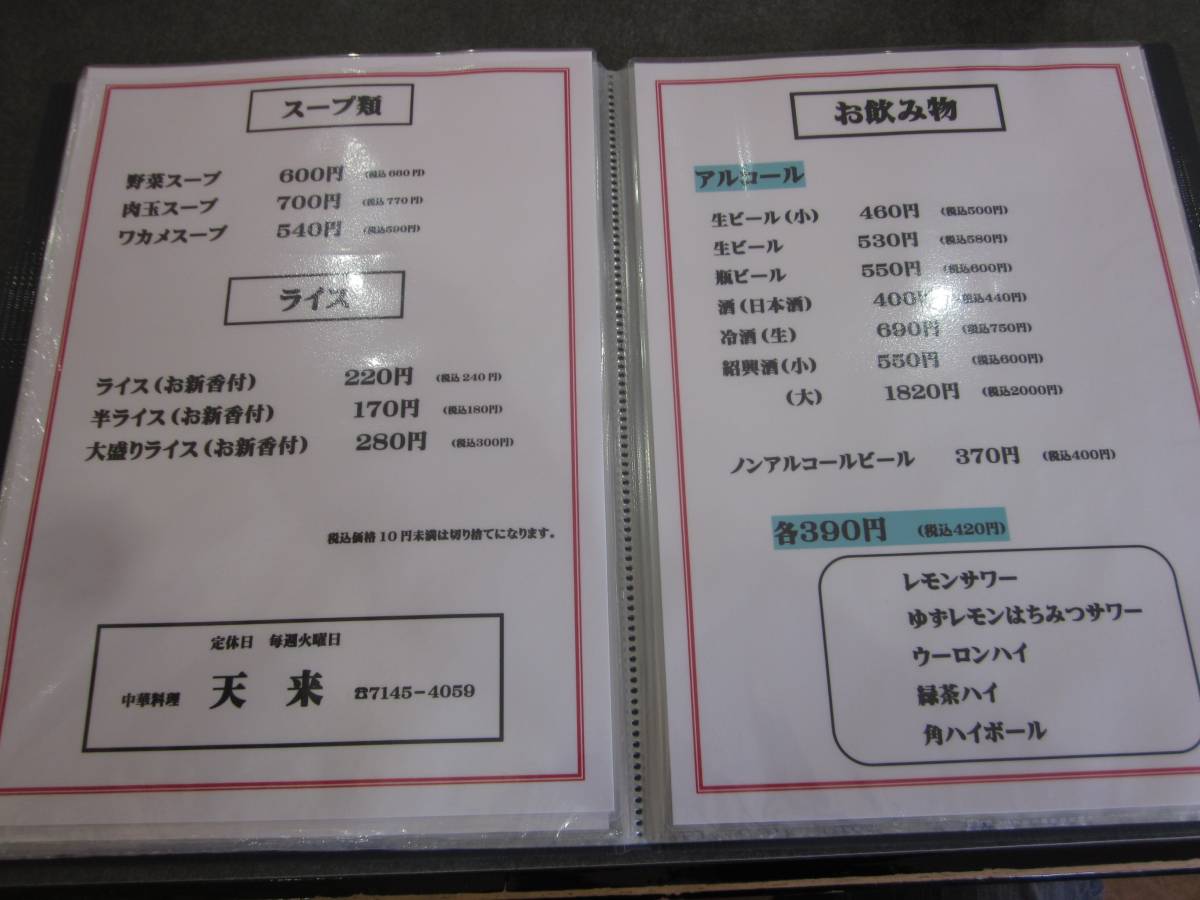 スープ類
野菜スープ 600円 (税込660円)
肉玉スープ 700円 (税込770円)
ワカメスープ 540円 (税込590円)
ライス
ライス(お新香付) 220円 (税込240円)
半ライス(お新香付) 170円 (税込180円)
大盛りライス(お新香付) 280円 (税込300円)
税込価格10円未満は切り捨てになります。
定休日 毎週火曜日
中華料理 天来 ☎7145-4059
お飲み物
アルコール
生ビール(小) 460円 (税込500円)
生ビール 530円 (税込580円)
瓶ビール 550円 (税込600円)
酒(日本酒) 400円 (税込440円)
冷酒(生) 690円 (税込750円)
紹興酒(小) 550円 (税込600円)
(大) 1820円 (税込2000円)
ノンアルコールビール 370円 (税込400円)
各390円 (税込420円)
レモンサワー
ゆずレモンはちみつサワー
ウーロンハイ
緑茶ハイ
角ハイボール